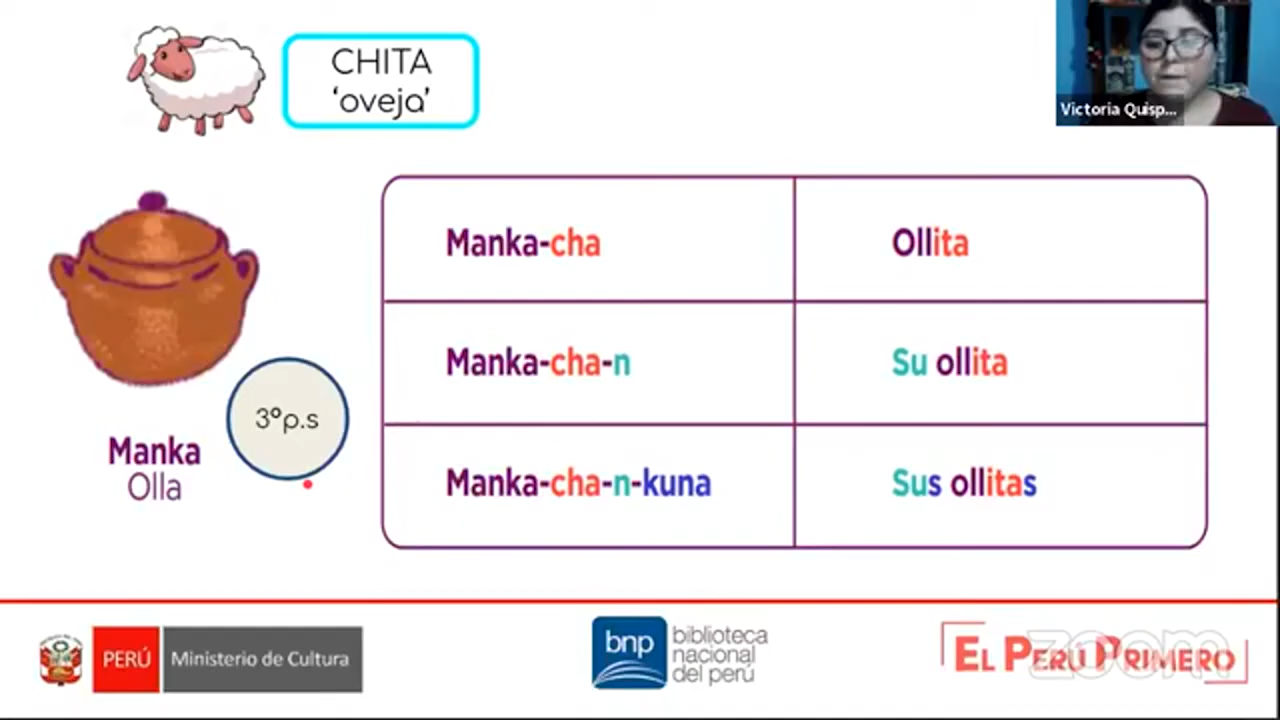 CHITA
‘oveja’
Victoria Quisp...
Manka-cha
Ollita
Manka-cha-n
Su ollita
3°p.s
Manka
Olla
Manka-cha-n-kuna
Sus ollitas
PERÚ
Ministerio de Cultura
bnp
biblioteca
nacional
del perú
EL PERÚ PRIMERO
zoom